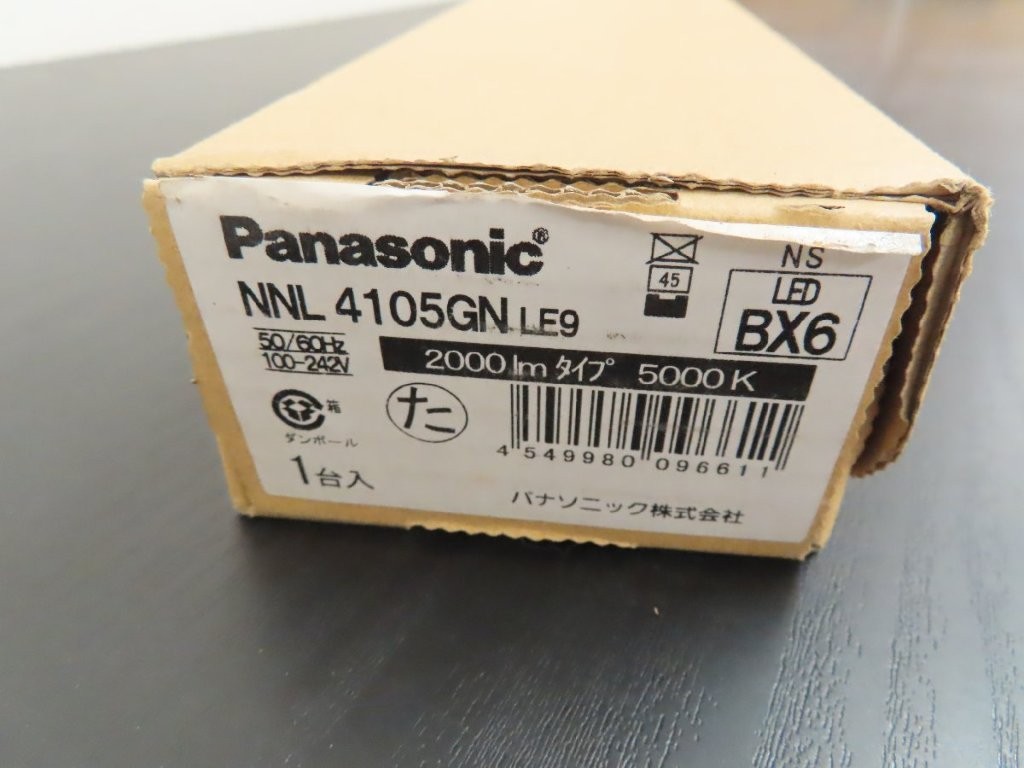 Panasonic®
NS
45
LED
BX6
NNL 4105GN LE9
50/60Hz
100-242V
2000 lm タイプ 5000 K
箱
ダンボール
た
4 549980 096611
1台入
パナソニック株式会社